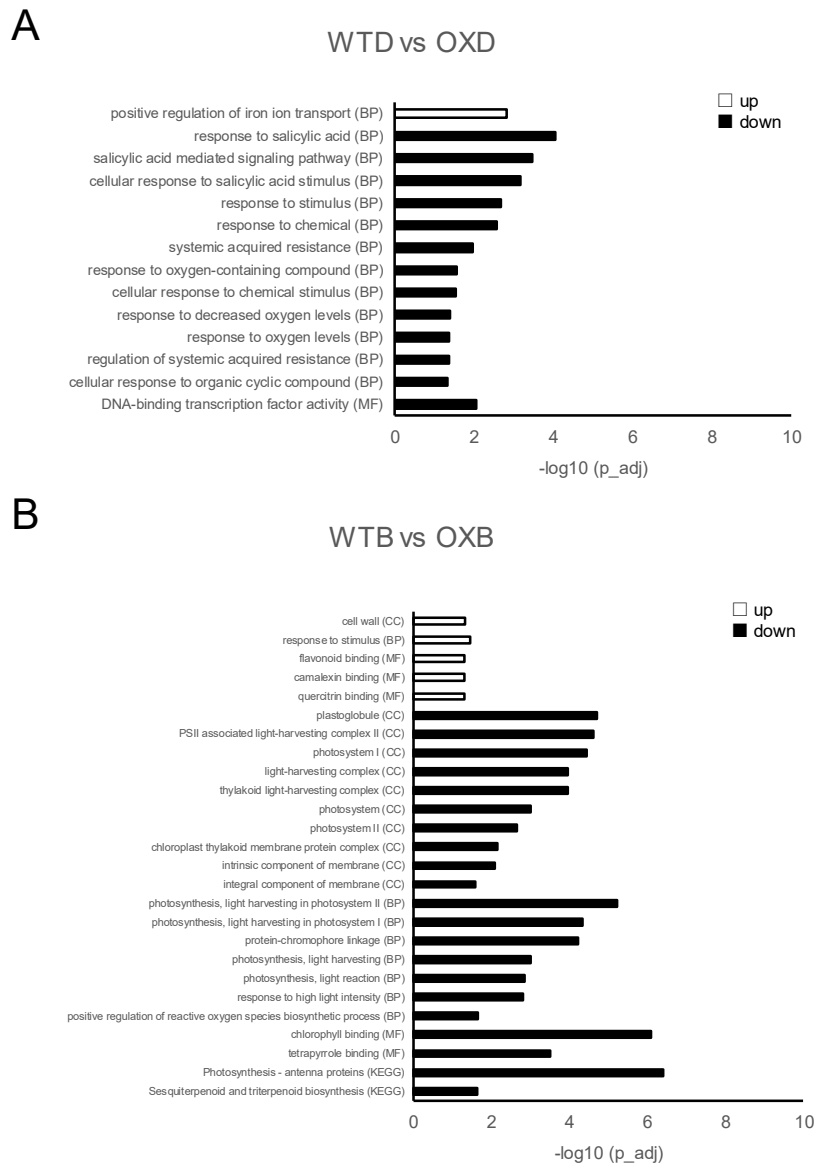 A
WTD vs OXD
up
down
positive regulation of iron ion transport (BP)
response to salicylic acid (BP)
salicylic acid mediated signaling pathway (BP)
cellular response to salicylic acid stimulus (BP)
response to stimulus (BP)
response to chemical (BP)
systemic acquired resistance (BP)
response to oxygen-containing compound (BP)
cellular response to chemical stimulus (BP)
response to decreased oxygen levels (BP)
response to oxygen levels (BP)
regulation of systemic acquired resistance (BP)
cellular response to organic cyclic compound (BP)
DNA-binding transcription factor activity (MF)
0 2 4 6 8 10
-log10 (p_adj)
B
WTB vs OXB
up
down
cell wall (CC)
response to stimulus (BP)
flavonoid binding (MF)
camalexin binding (MF)
quercitrin binding (MF)
plastoglobule (CC)
PSII associated light-harvesting complex II (CC)
photosystem I (CC)
light-harvesting complex (CC)
thylakoid light-harvesting complex (CC)
photosystem (CC)
photosystem II (CC)
chloroplast thylakoid membrane protein complex (CC)
intrinsic component of membrane (CC)
integral component of membrane (CC)
photosynthesis, light harvesting in photosystem II (BP)
photosynthesis, light harvesting in photosystem I (BP)
protein-chromophore linkage (BP)
photosynthesis, light harvesting (BP)
photosynthesis, light reaction (BP)
response to high light intensity (BP)
positive regulation of reactive oxygen species biosynthetic process (BP)
chlorophyll binding (MF)
tetrapyrrole binding (MF)
Photosynthesis - antenna proteins (KEGG)
Sesquiterpenoid and triterpenoid biosynthesis (KEGG)
0 2 4 6 8 10
-log10 (p_adj)